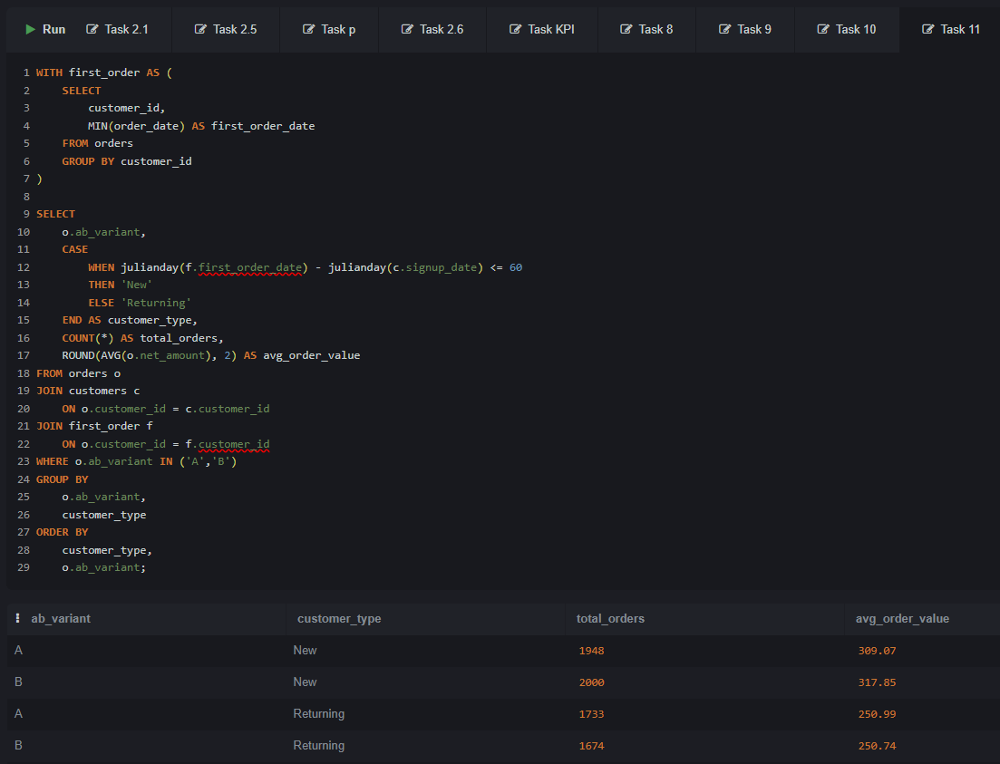 Run Task 2.1 Task 2.5 Task p Task 2.6 Task KPI Task 8 Task 9 Task 10 Task 11
1 WITH first_order AS (
2     SELECT
3         customer_id,
4         MIN(order_date) AS first_order_date
5     FROM orders
6     GROUP BY customer_id
7 )
8
9 SELECT
10     o.ab_variant,
11     CASE
12         WHEN julianday(f.first_order_date) - julianday(c.signup_date) <= 60
13         THEN 'New'
14         ELSE 'Returning'
15     END AS customer_type,
16     COUNT(*) AS total_orders,
17     ROUND(AVG(o.net_amount), 2) AS avg_order_value
18 FROM orders o
19 JOIN customers c
20     ON o.customer_id = c.customer_id
21 JOIN first_order f
22     ON o.customer_id = f.customer_id
23 WHERE o.ab_variant IN ('A','B')
24 GROUP BY
25     o.ab_variant,
26     customer_type
27 ORDER BY
28     customer_type,
29     o.ab_variant;
ab_variant customer_type total_orders avg_order_value
A New 1948 309.07
B New 2000 317.85
A Returning 1733 250.99
B Returning 1674 250.74